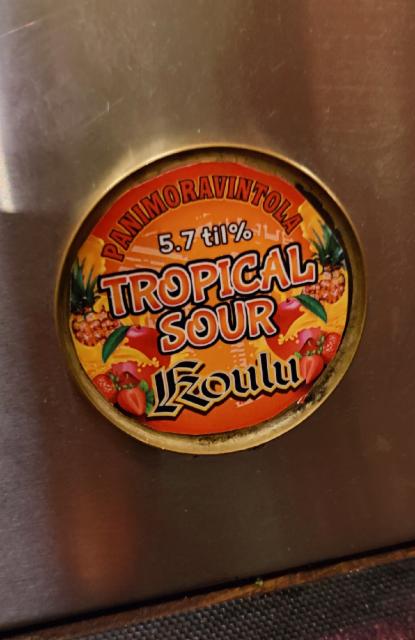 PANIMORAVINTOLA
5.7 til%
TROPICAL
SOUR
Koulu